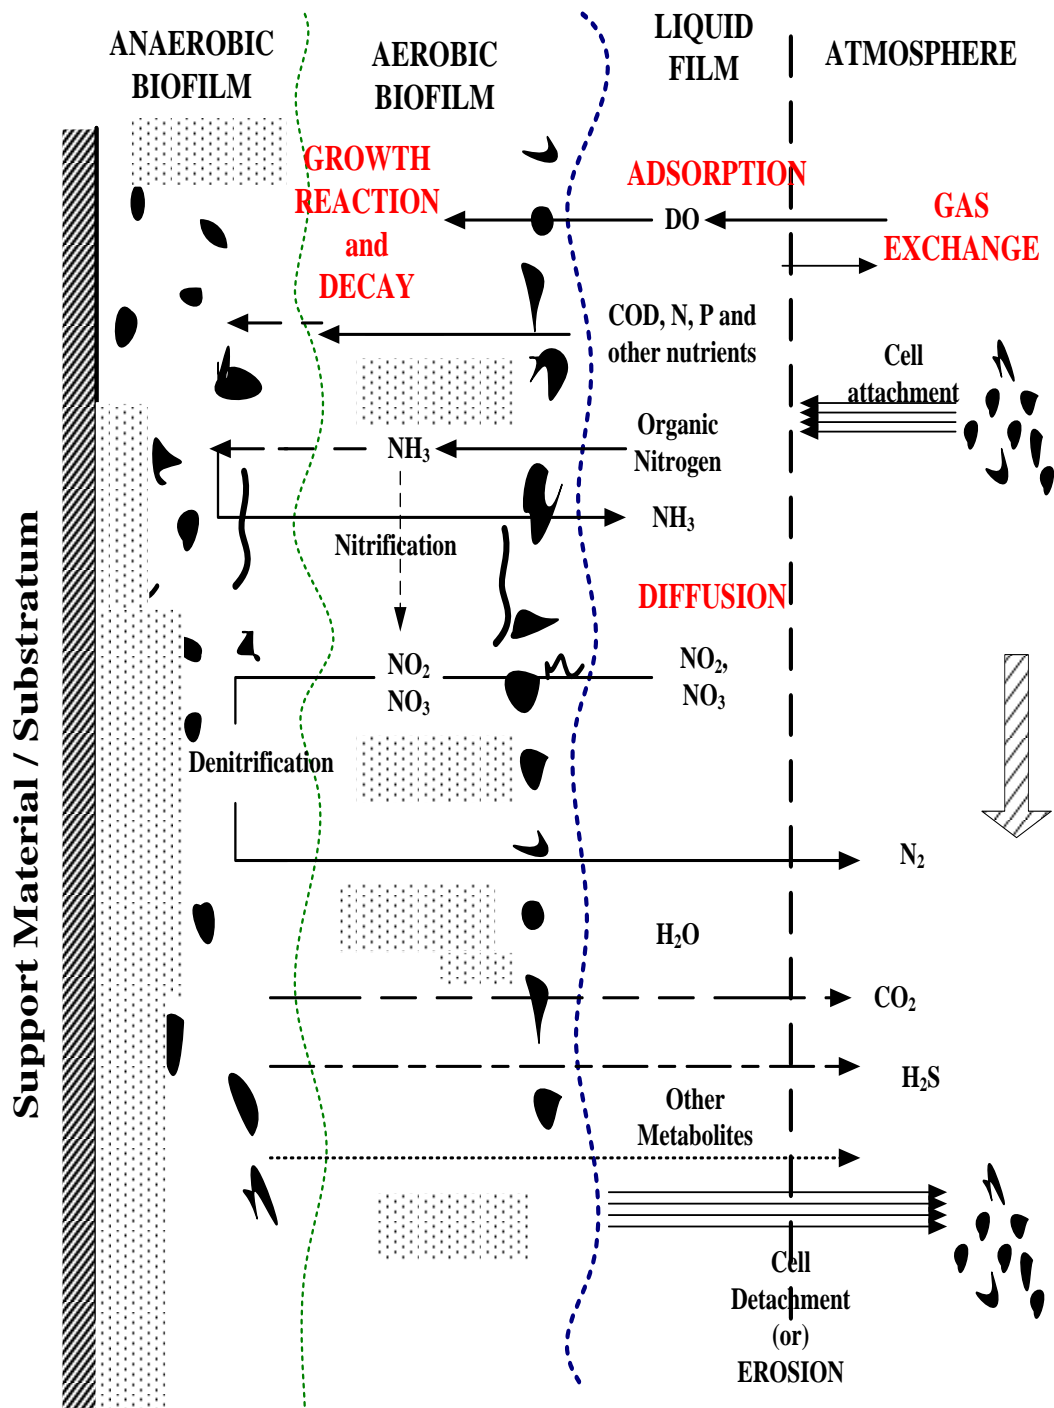 ANAEROBIC
BIOFILM
AEROBIC
BIOFILM
LIQUID
FILM
ATMOSPHERE
GROWTH
REACTION
and
DECAY
ADSORPTION
DO
GAS
EXCHANGE
COD, N, P and
other nutrients
Cell
attachment
Organic
Nitrogen
NH₃
NH₃
Nitrification
DIFFUSION
NO₂
NO₃
NO₂,
NO₃
Denitrification
N₂
H₂O
CO₂
H₂S
Other
Metabolites
Cell
Detachment
(or)
EROSION
Support Material / Substratum